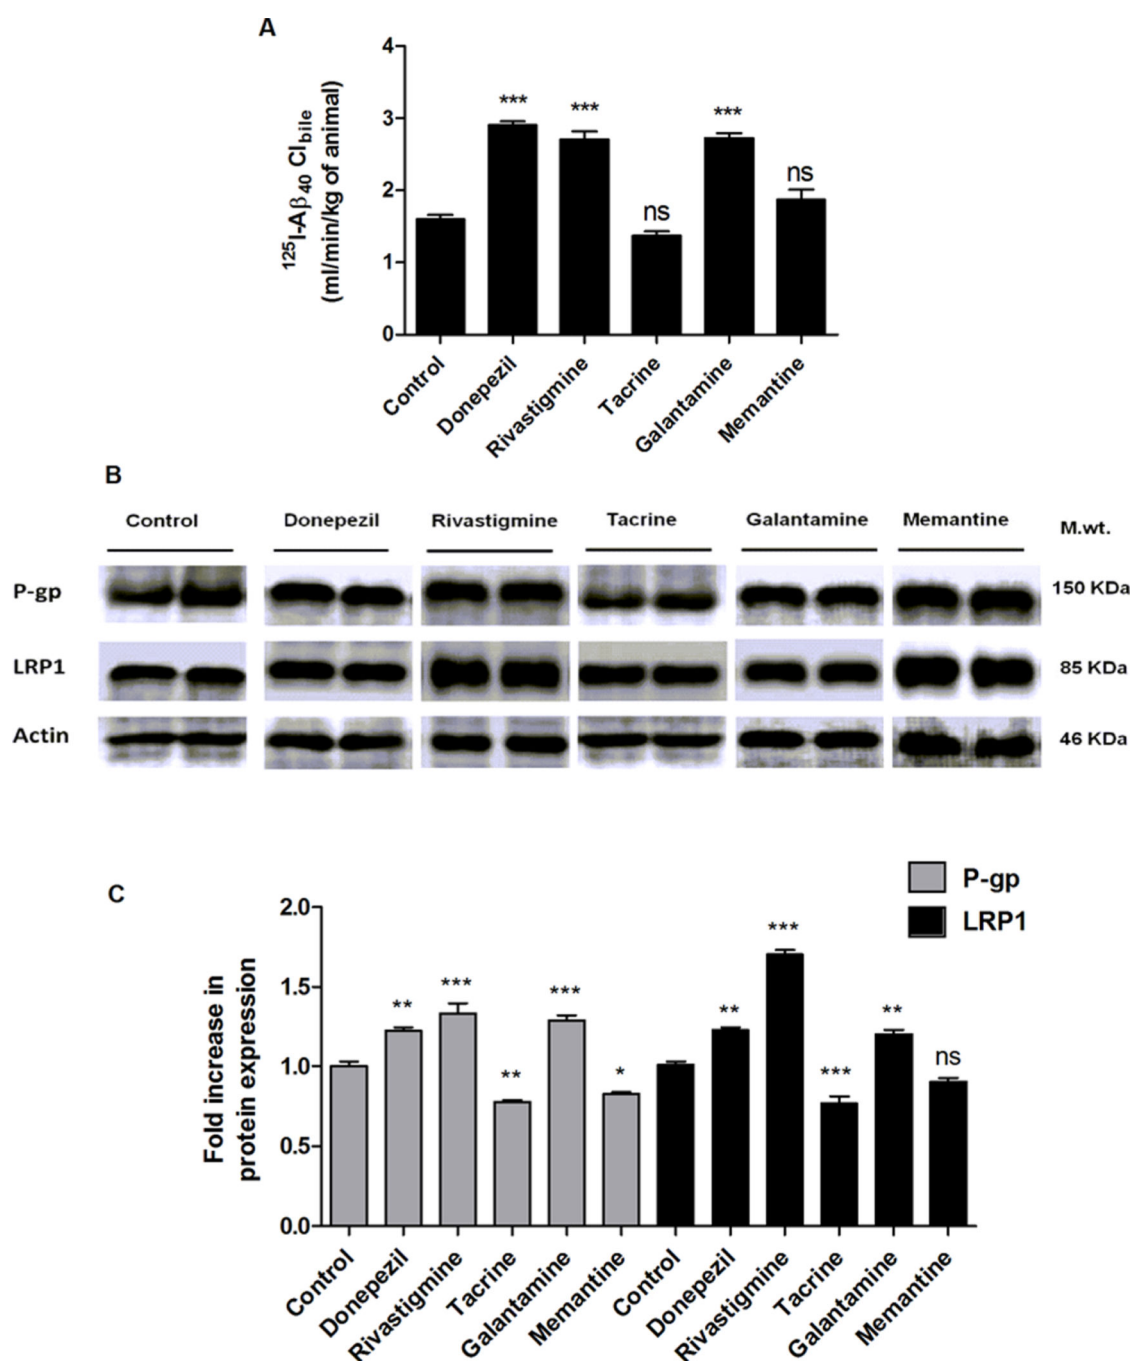 A
¹²⁵I-Aβ₄₀ Cl_bile
(ml/min/kg of animal)
4
3
2
1
0
***
***
ns
***
ns
Control
Donepezil
Rivastigmine
Tacrine
Galantamine
Memantine
B
Control Donepezil Rivastigmine Tacrine Galantamine Memantine M.wt.
P-gp 150 KDa
LRP1 85 KDa
Actin 46 KDa
C
P-gp
LRP1
Fold increase in
protein expression
2.0
1.5
1.0
0.5
0.0
**
***
**
***
*
**
***
***
**
ns
Control
Donepezil
Rivastigmine
Tacrine
Galantamine
Memantine
Control
Donepezil
Rivastigmine
Tacrine
Galantamine
Memantine